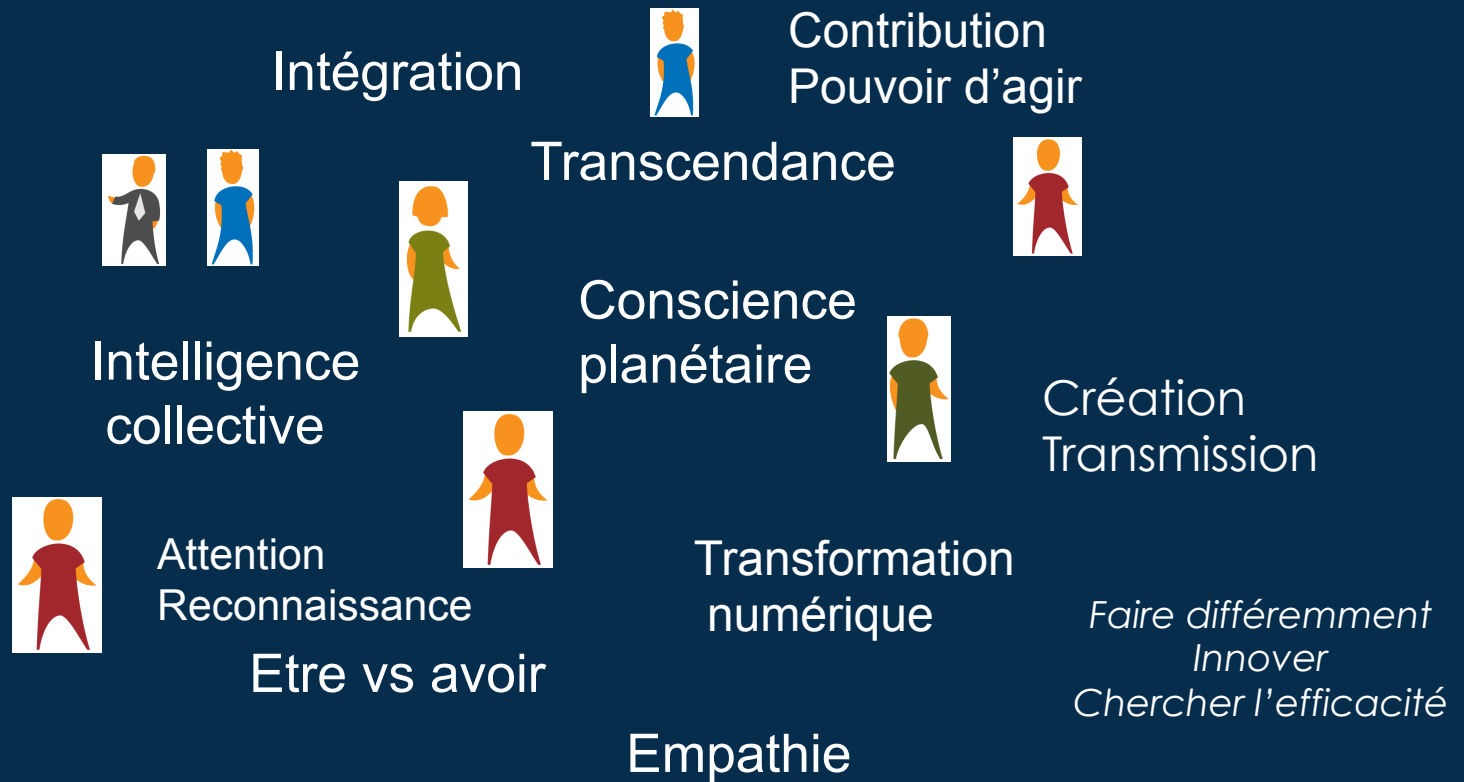 Intégration
Contribution
Pouvoir d’agir
Transcendance
Conscience
planétaire
Intelligence
collective
Création
Transmission
Attention
Reconnaissance
Transformation
numérique
Faire différemment
Innover
Chercher l’efficacité
Etre vs avoir
Empathie